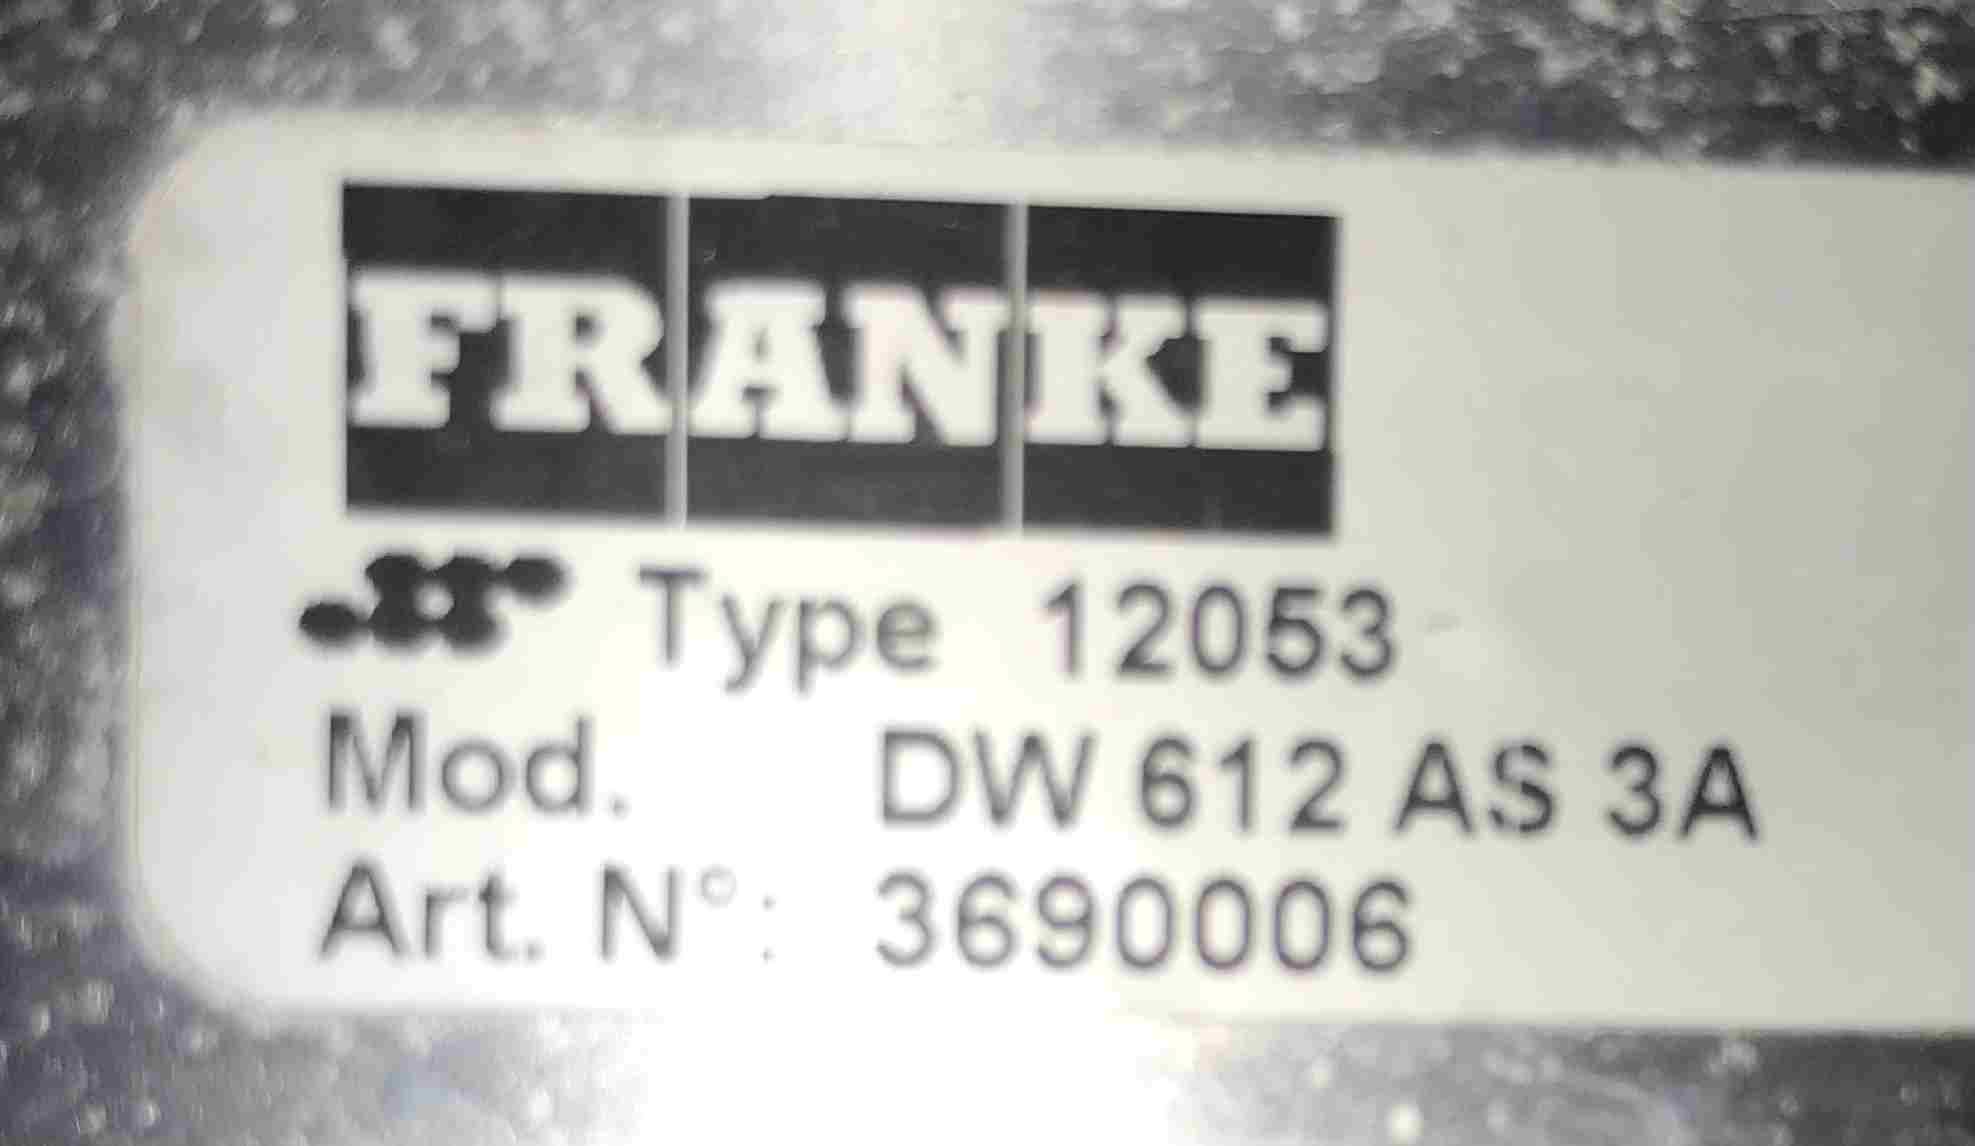 FRANKE
Type 12053
Mod. DW 612 AS 3A
Art. N°: 3690006